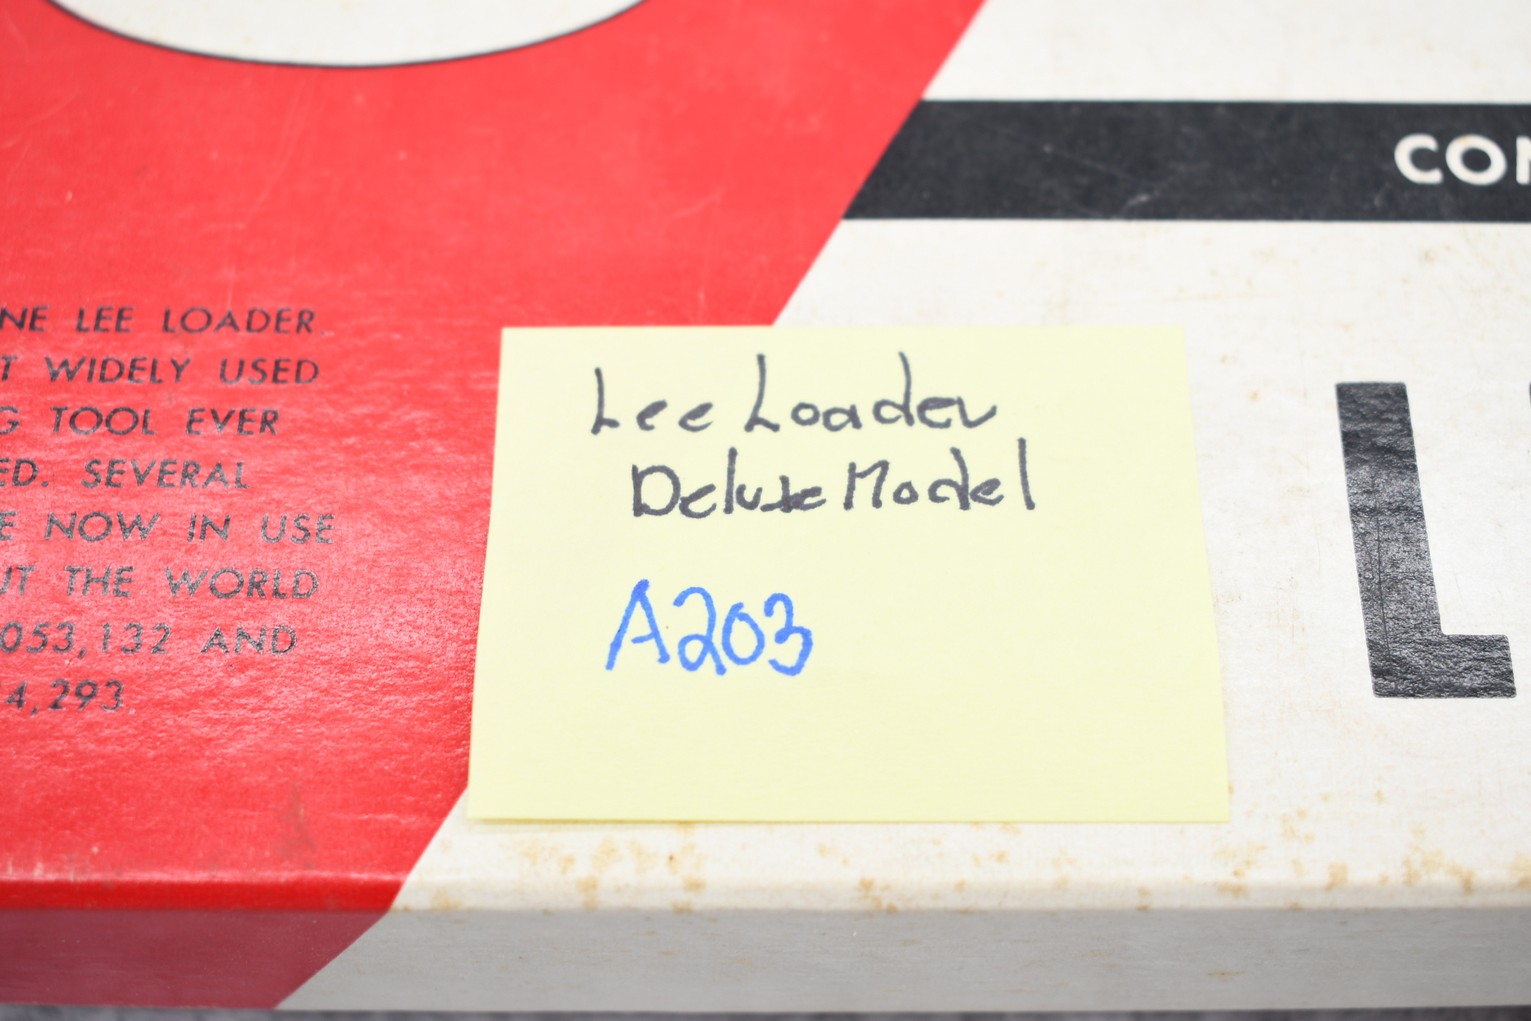 CON
NE LEE LOADER
T WIDELY USED
G TOOL EVER
ED. SEVERAL
E NOW IN USE
UT THE WORLD
053,132 AND
4,293
Lee Loader
Deluxe Model
A203
L